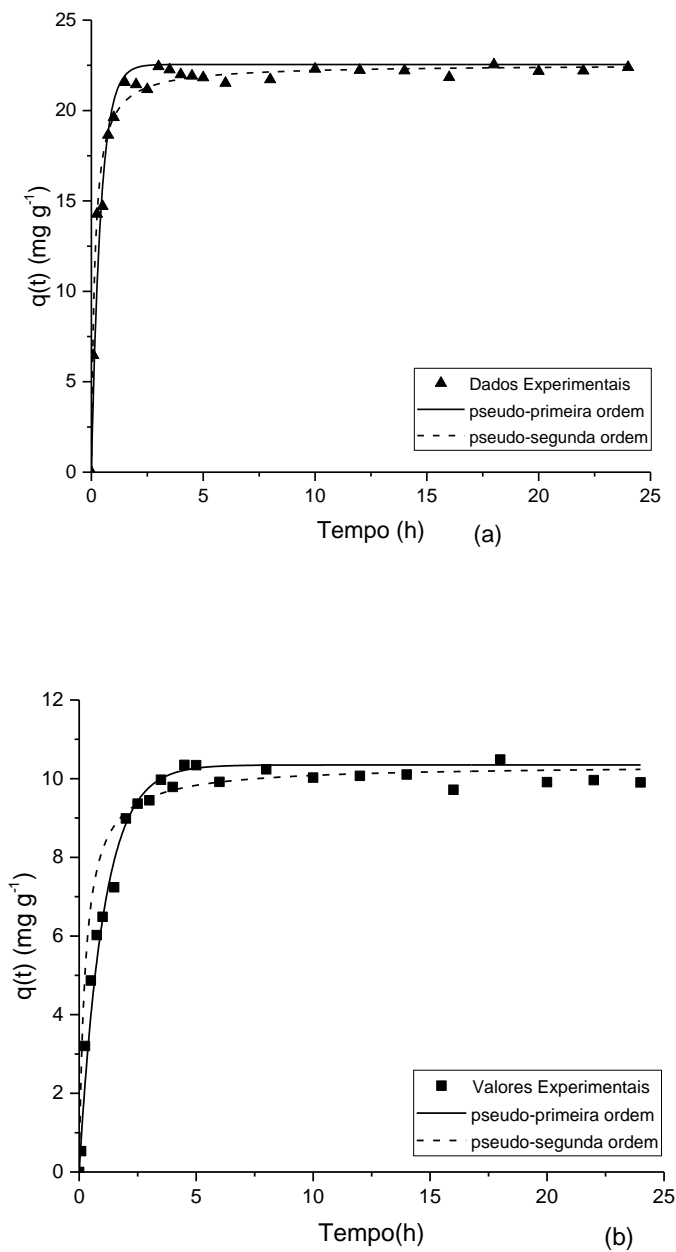 25
20
15
10
5
0
q(t) (mg g⁻¹)
Dados Experimentais
pseudo-primeira ordem
pseudo-segunda ordem
0 5 10 15 20 25
Tempo (h) (a)
12
10
8
6
4
2
0
q(t) (mg g⁻¹)
Valores Experimentais
pseudo-primeira ordem
pseudo-segunda ordem
0 5 10 15 20 25
Tempo(h) (b)